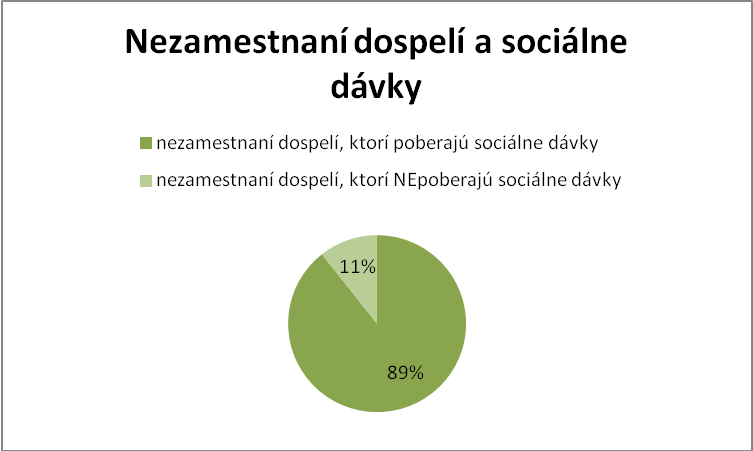 Nezamestnaní dospelí a sociálne
dávky
nezamestnaní dospelí, ktorí poberajú sociálne dávky
nezamestnaní dospelí, ktorí NEpoberajú sociálne dávky
11%
89%